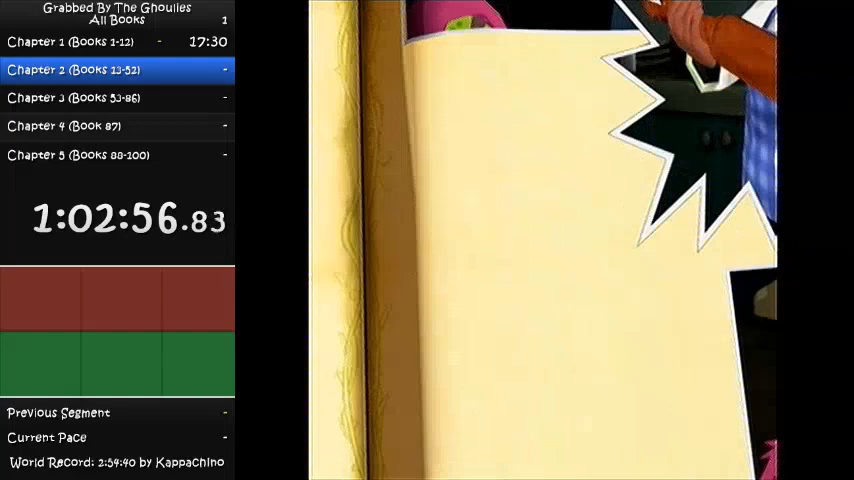 Grabbed By The Ghoulies
All Books 1
Chapter 1 (Books 1-12) - 17:30
Chapter 2 (Books 13-52) -
Chapter 3 (Books 53-86) -
Chapter 4 (Book 87) -
Chapter 5 (Books 88-100) -
1:02:56.83
Previous Segment -
Current Pace -
World Record: 2:54:40 by Kappachino